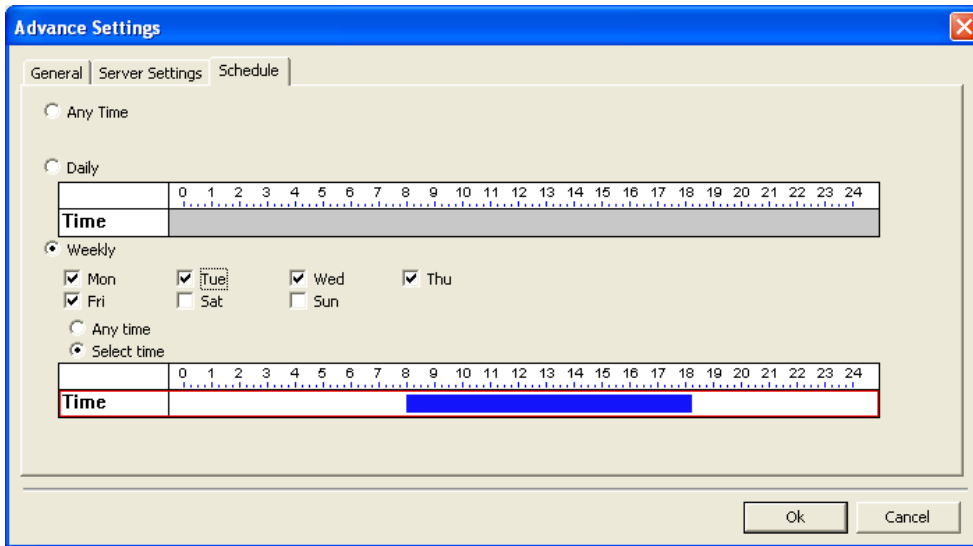 Advance Settings
General Server Settings Schedule
Any Time
Daily
0 1 2 3 4 5 6 7 8 9 10 11 12 13 14 15 16 17 18 19 20 21 22 23 24
Time
Weekly
Mon Tue Wed Thu
Fri Sat Sun
Any time
Select time
0 1 2 3 4 5 6 7 8 9 10 11 12 13 14 15 16 17 18 19 20 21 22 23 24
Time
Ok Cancel